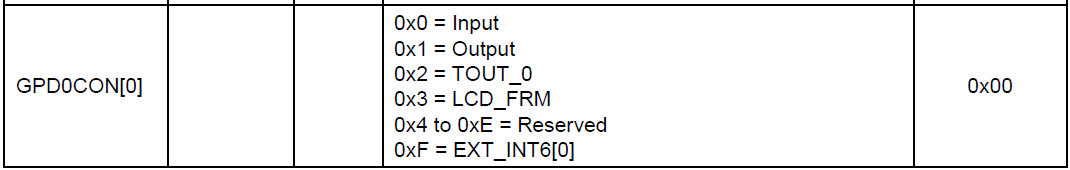 GPD0CON[0]
0x0 = Input
0x1 = Output
0x2 = TOUT_0
0x3 = LCD_FRM
0x4 to 0xE = Reserved
0xF = EXT_INT6[0]
0x00